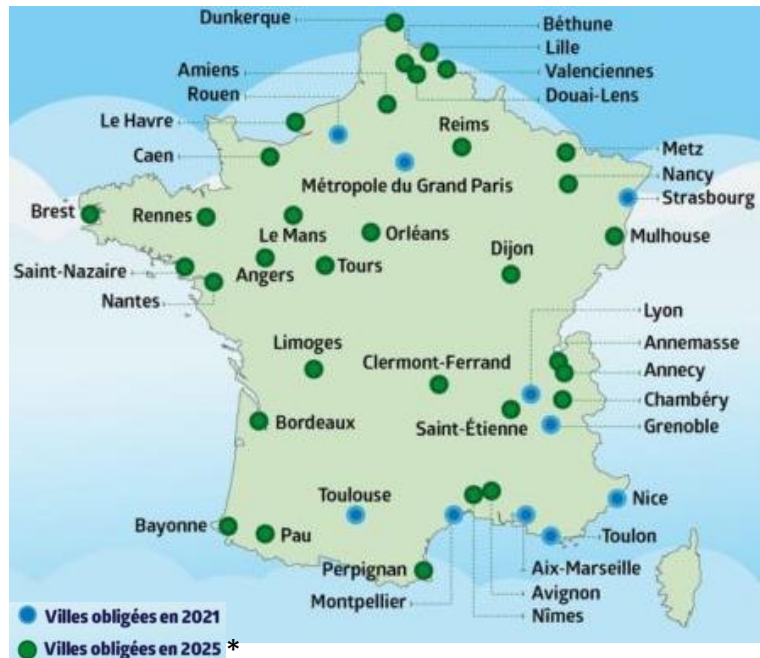 Dunkerque
Béthune
Lille
Amiens
Valenciennes
Rouen
Douai-Lens
Le Havre
Reims
Metz
Caen
Nancy
Métropole du Grand Paris
Strasbourg
Brest
Rennes
Le Mans
Orléans
Mulhouse
Dijon
Saint-Nazaire
Angers
Tours
Nantes
Lyon
Limoges
Annemasse
Clermont-Ferrand
Annecy
Chambéry
Bordeaux
Saint-Étienne
Grenoble
Toulouse
Nice
Bayonne
Pau
Toulon
Perpignan
Aix-Marseille
Avignon
Montpellier
Nîmes
Villes obligées en 2021
Villes obligées en 2025 *